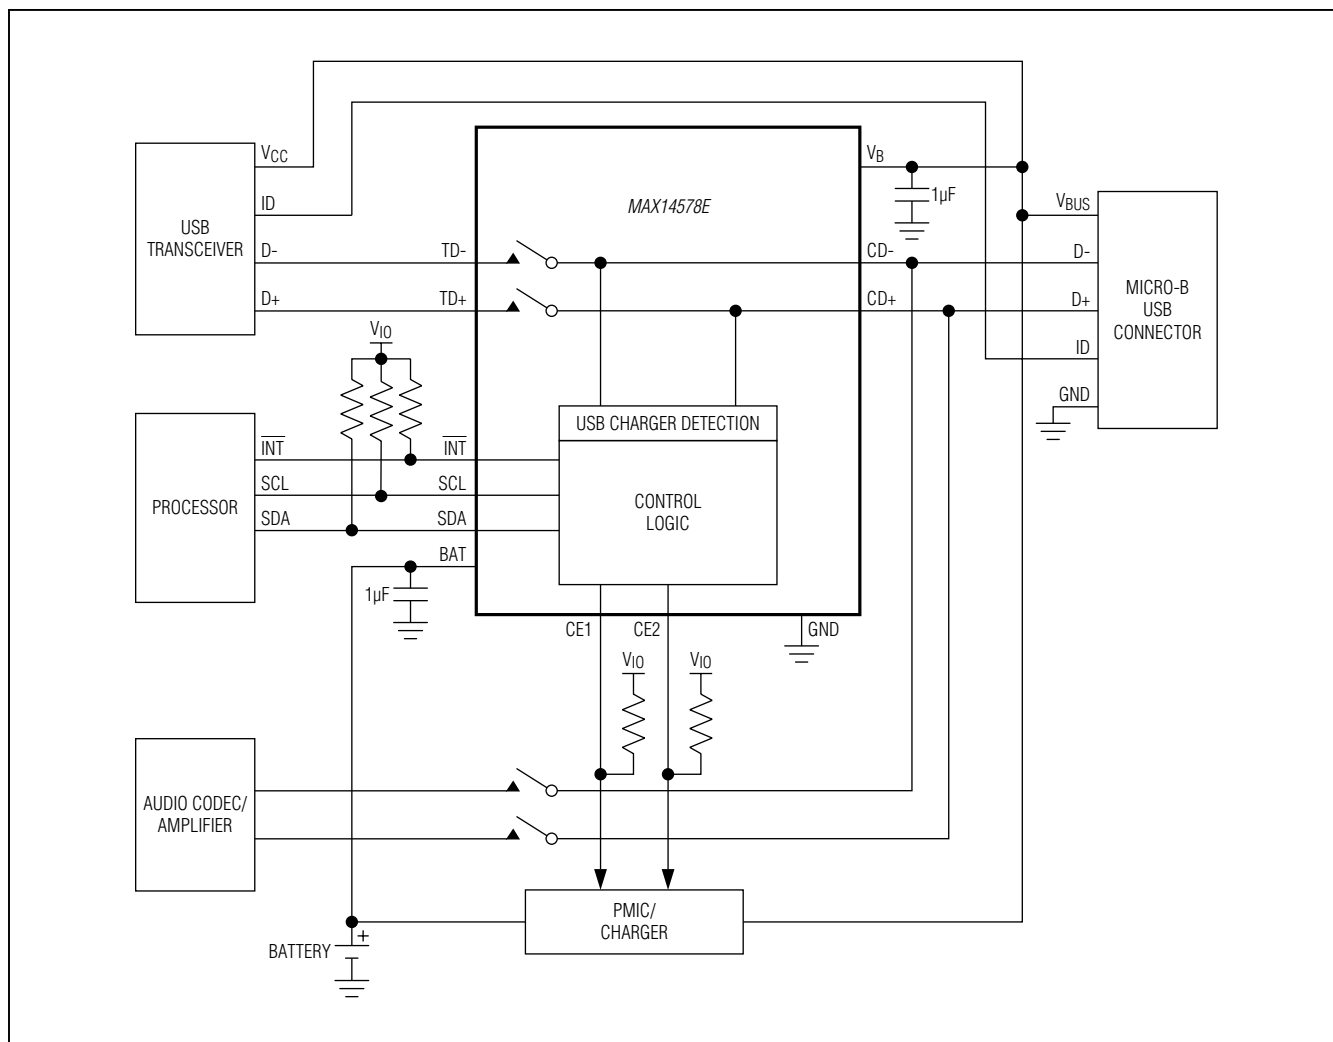 VCC
VB
MAX14578E
1µF
VBUS
ID
USB
TRANSCEIVER
D-
TD-
CD-
D-
D+
TD+
CD+
D+
MICRO-B
USB
CONNECTOR
VIO
ID
GND
USB CHARGER DETECTION
INT
INT
SCL
SCL
PROCESSOR
CONTROL
LOGIC
SDA
SDA
BAT
1µF
CE1
CE2
GND
VIO
VIO
AUDIO CODEC/
AMPLIFIER
PMIC/
CHARGER
+
BATTERY